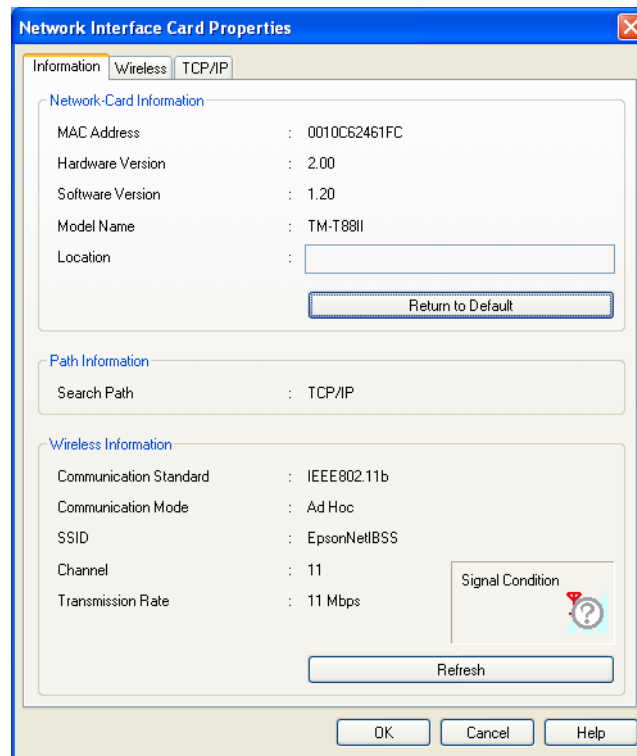 Network Interface Card Properties
Information Wireless TCP/IP
Network-Card Information
MAC Address : 0010C62461FC
Hardware Version : 2.00
Software Version : 1.20
Model Name : TM-T88II
Location :
Return to Default
Path Information
Search Path : TCP/IP
Wireless Information
Communication Standard : IEEE802.11b
Communication Mode : Ad Hoc
SSID : EpsonNetIBSS
Channel : 11
Signal Condition
Transmission Rate : 11 Mbps
?
Refresh
OK Cancel Help